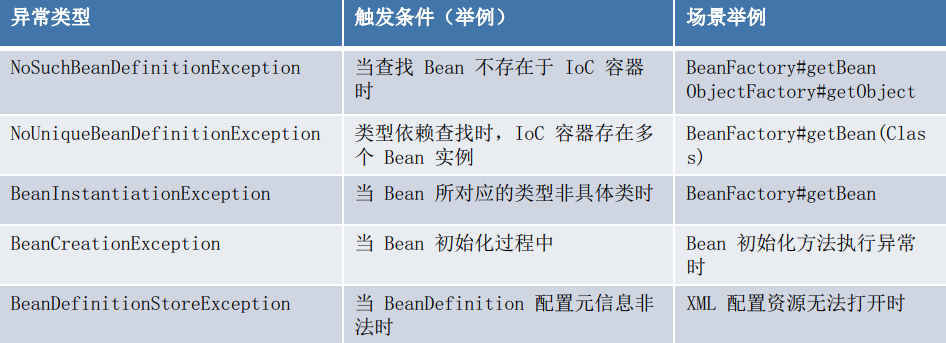 异常类型
触发条件（举例）
场景举例
NoSuchBeanDefinitionException
当查找 Bean 不存在于 IoC 容器
时
BeanFactory#getBean
ObjectFactory#getObject
NoUniqueBeanDefinitionException
类型依赖查找时，IoC 容器存在多
个 Bean 实例
BeanFactory#getBean(Clas
s)
BeanInstantiationException
当 Bean 所对应的类型非具体类时
BeanFactory#getBean
BeanCreationException
当 Bean 初始化过程中
Bean 初始化方法执行异常
时
BeanDefinitionStoreException
当 BeanDefinition 配置元信息非
法时
XML 配置资源无法打开时